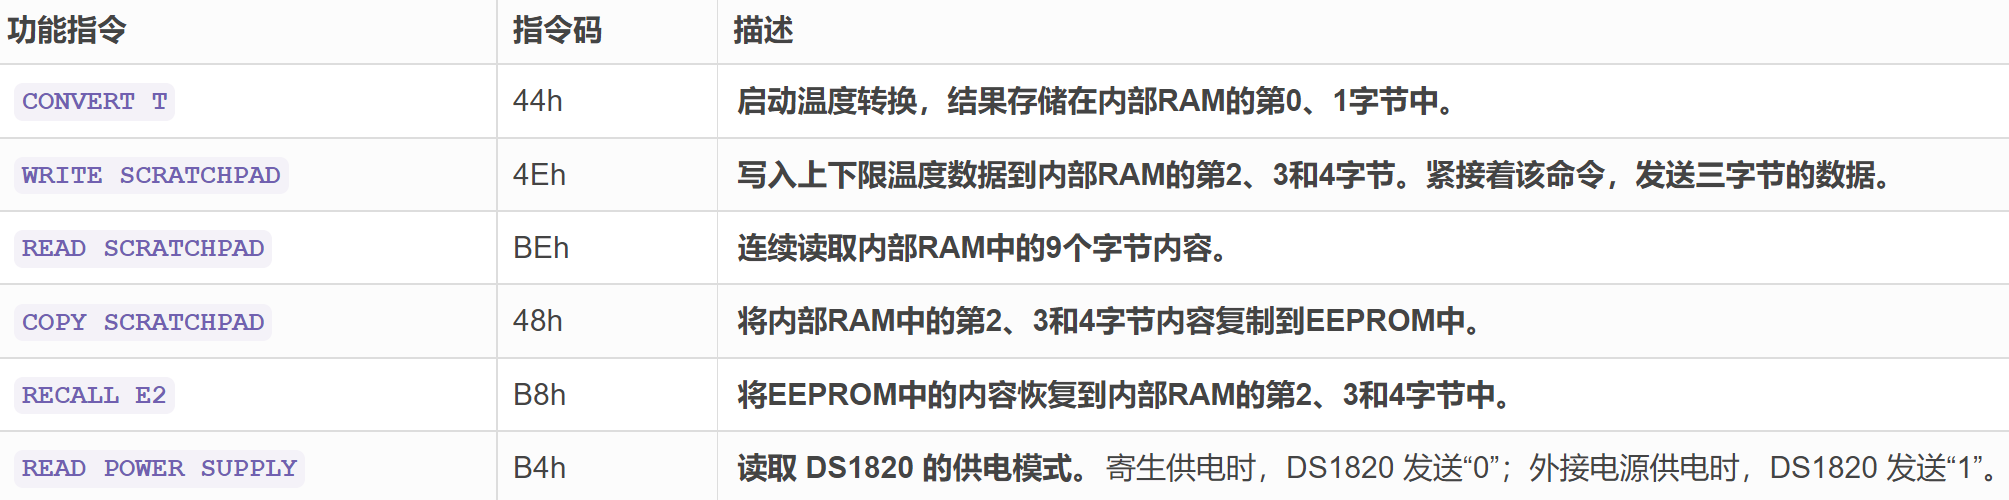 功能指令 指令码 描述
CONVERT T 44h 启动温度转换，结果存储在内部RAM的第0、1字节中。
WRITE SCRATCHPAD 4Eh 写入上下限温度数据到内部RAM的第2、3和4字节。紧接着该命令，发送三字节的数据。
READ SCRATCHPAD BEh 连续读取内部RAM中的9个字节内容。
COPY SCRATCHPAD 48h 将内部RAM中的第2、3和4字节内容复制到EEPROM中。
RECALL E2 B8h 将EEPROM中的内容恢复到内部RAM的第2、3和4字节中。
READ POWER SUPPLY B4h 读取 DS1820 的供电模式。寄生供电时，DS1820 发送“0”；外接电源供电时，DS1820 发送“1”。